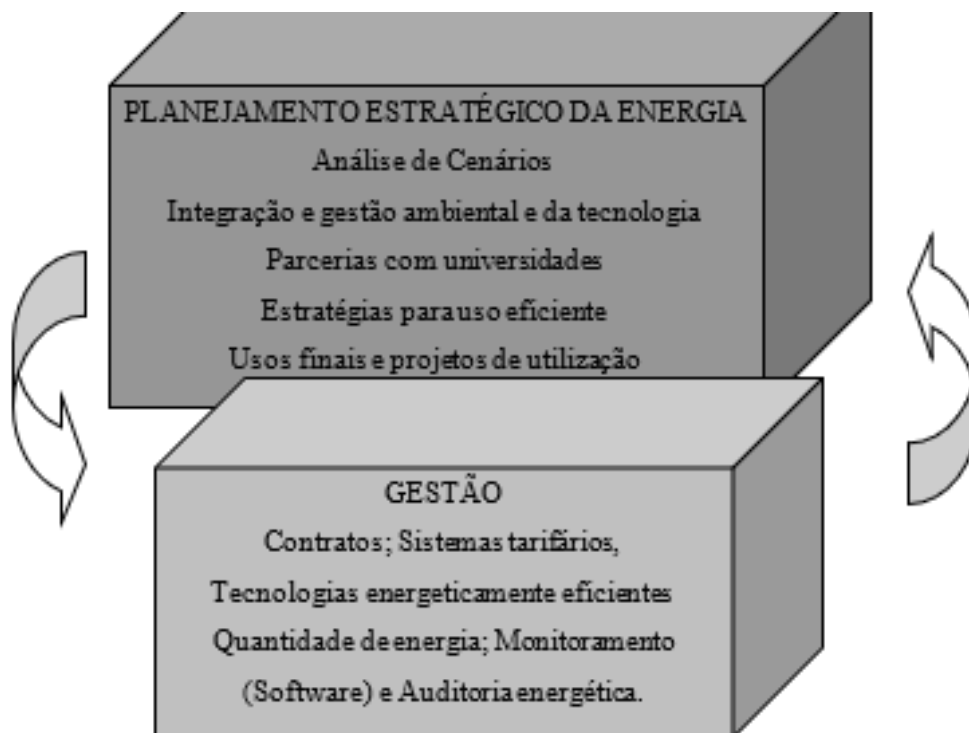 PLANEJAMENTO ESTRATÉGICO DA ENERGIA
Análise de Cenários
Integração e gestão ambiental e da tecnologia
Parcerias com universidades
Estratégias para uso eficiente
Usos finais e projetos de utilização
GESTÃO
Contratos; Sistemas tarifários,
Tecnologias energeticamente eficientes
Quantidade de energia; Monitoramento
(Software) e Auditoria energética.